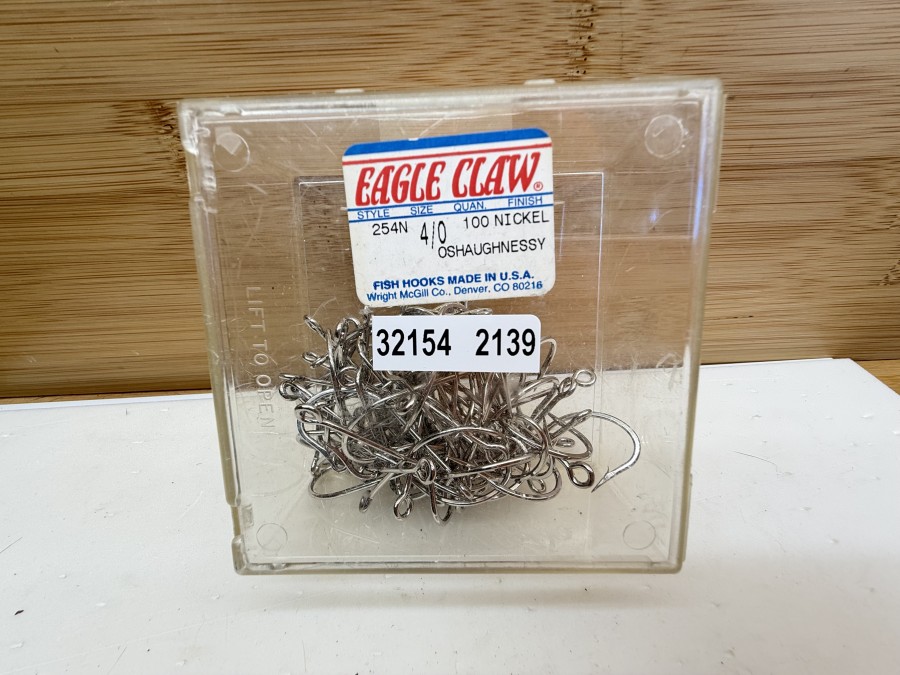 EAGLE CLAW®
STYLE SIZE QUAN. FINISH
254N 4/0 100 NICKEL
OSHAUGHNESSY
FISH HOOKS MADE IN U.S.A.
Wright McGill Co., Denver, CO 80216
32154 2139
LIFT TO OPEN